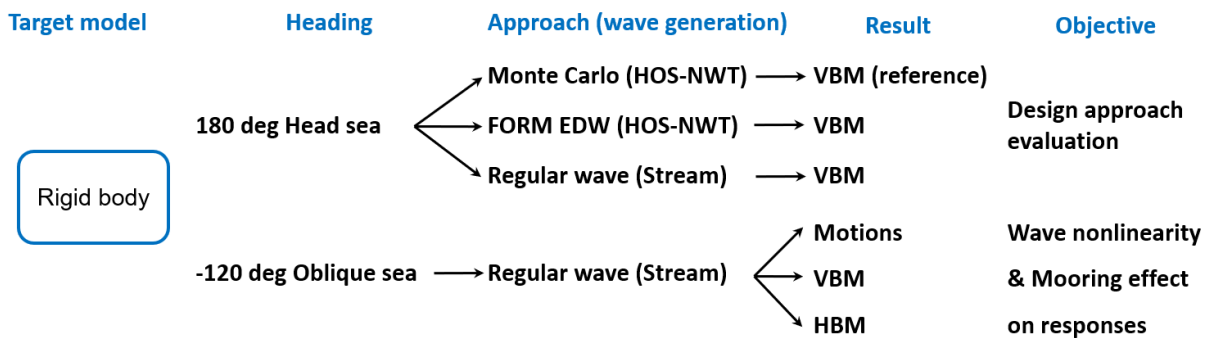 Target model Heading Approach (wave generation) Result Objective
Monte Carlo (HOS-NWT) VBM (reference)
180 deg Head sea FORM EDW (HOS-NWT) VBM Design approach
evaluation
Regular wave (Stream) VBM
Rigid body
Motions Wave nonlinearity
-120 deg Oblique sea Regular wave (Stream) VBM & Mooring effect
HBM on responses